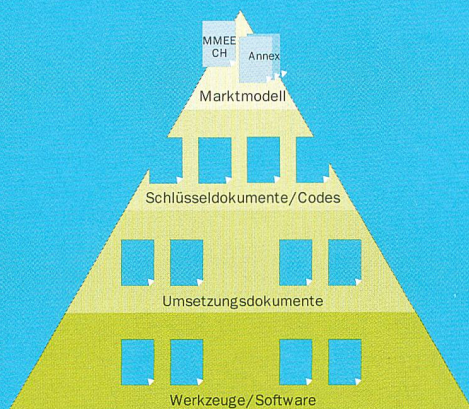 MMEE
CH
Annex
Marktmodell
Schlüsseldokumente/Codes
Umsetzungsdokumente
Werkzeuge/Software